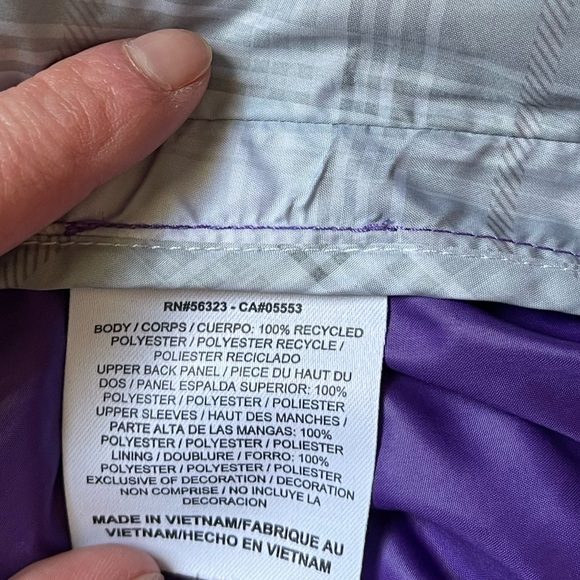 RN#56323 - CA#05553
BODY / CORPS / CUERPO: 100% RECYCLED
POLYESTER / POLYESTER RECYCLE /
POLIESTER RECICLADO
UPPER BACK PANEL / PIECE DU HAUT DU
DOS / PANEL ESPALDA SUPERIOR: 100%
POLYESTER / POLYESTER / POLIESTER
UPPER SLEEVES / HAUT DES MANCHES /
PARTE ALTA DE LAS MANGAS: 100%
POLYESTER / POLYESTER / POLIESTER
LINING / DOUBLURE / FORRO: 100%
POLYESTER / POLYESTER / POLIESTER
EXCLUSIVE OF DECORATION / DECORATION
NON COMPRISE / NO INCLUYE LA
DECORACION
MADE IN VIETNAM/FABRIQUE AU
VIETNAM/HECHO EN VIETNAM